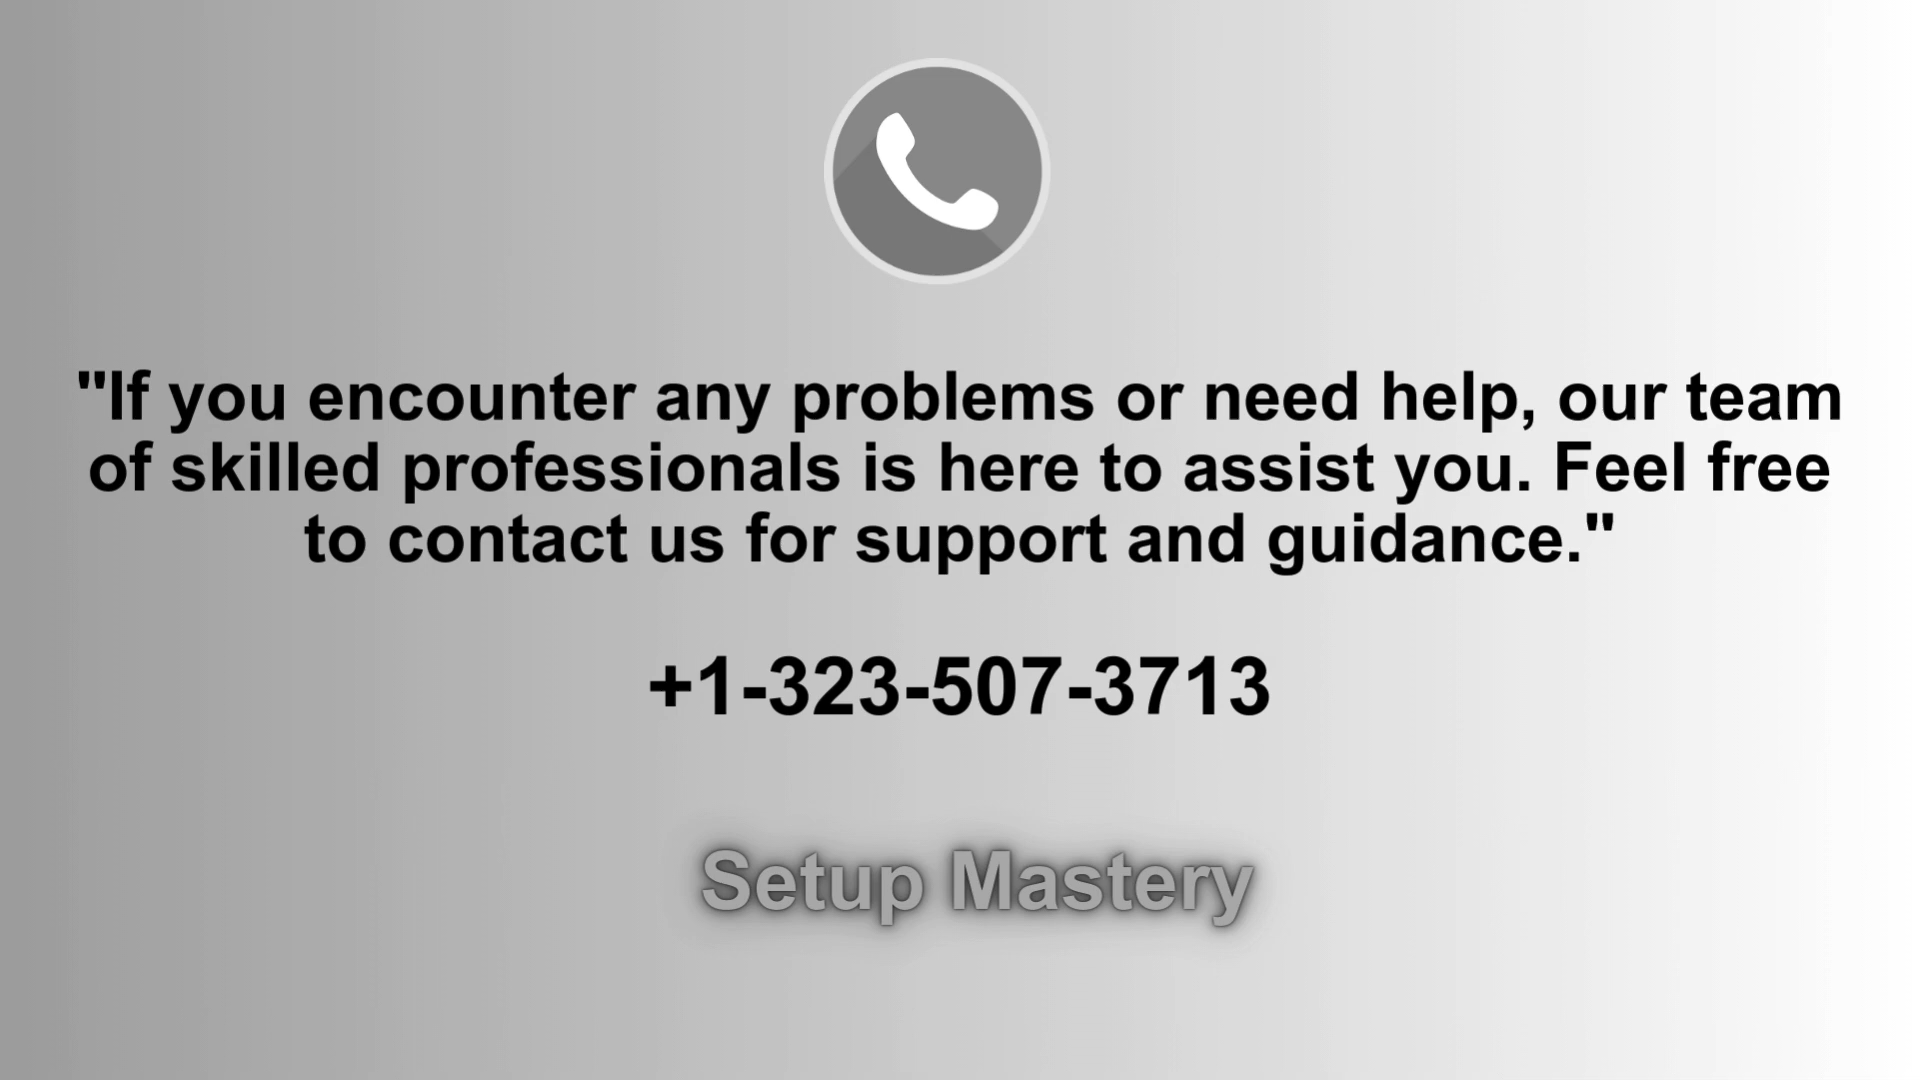 "If you encounter any problems or need help, our team
of skilled professionals is here to assist you. Feel free
to contact us for support and guidance."
+1-323-507-3713
Setup Mastery